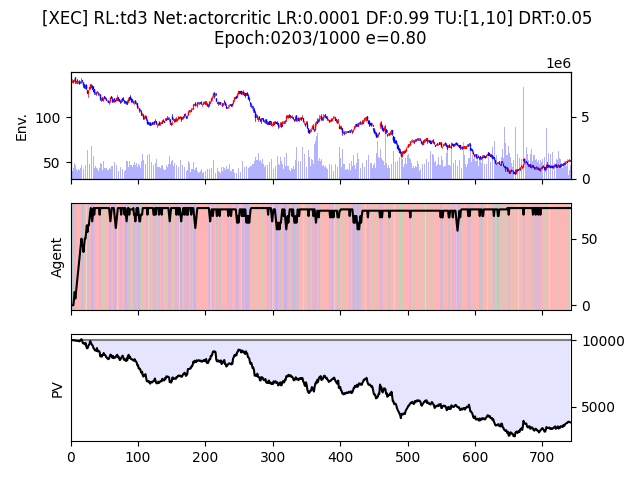 [XEC] RL:td3 Net:actorcritic LR:0.0001 DF:0.99 TU:[1,10] DRT:0.05
Epoch:0203/1000 e=0.80
1e6
Env.
100
50
5
0
Agent
50
0
PV
10000
5000
0 100 200 300 400 500 600 700